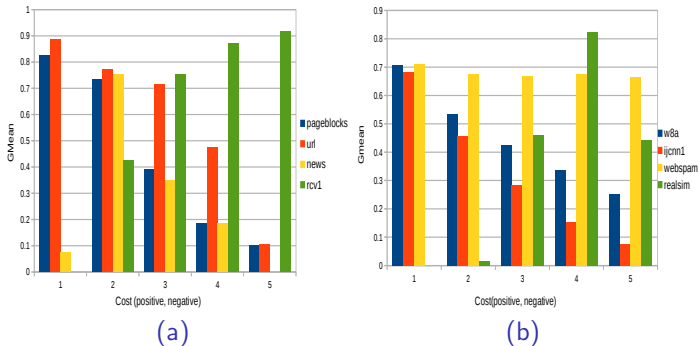 1
0.9
0.8
0.7
0.6
0.5
0.4
0.3
0.2
0.1
0
GMean
1 2 3 4 5
Cost (positive, negative)
pageblocks
url
news
rcv1
(a)
0.9
0.8
0.7
0.6
0.5
0.4
0.3
0.2
0.1
0
Gmean
1 2 3 4 5
Cost(positive, negative)
w8a
ijcnn1
webspam
realsim
(b)